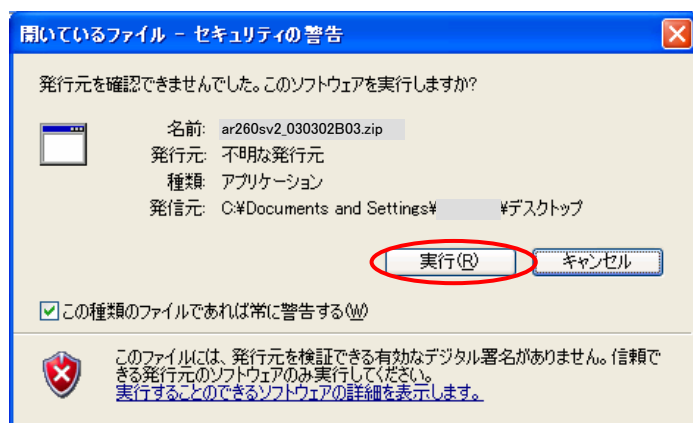 開いているファイル － セキュリティの警告
発行元を確認できませんでした。このソフトウェアを実行しますか?
名前: ar260sv2_030302B03.zip
発行元: 不明な発行元
種類: アプリケーション
発信元: C:¥Documents and Settings¥ ¥デスクトップ
実行(R) キャンセル
この種類のファイルであれば常に警告する(W)
このファイルには、発行元を検証できる有効なデジタル署名がありません。信頼で
きる発行元のソフトウェアのみ実行してください。
実行することのできるソフトウェアの詳細を表示します。